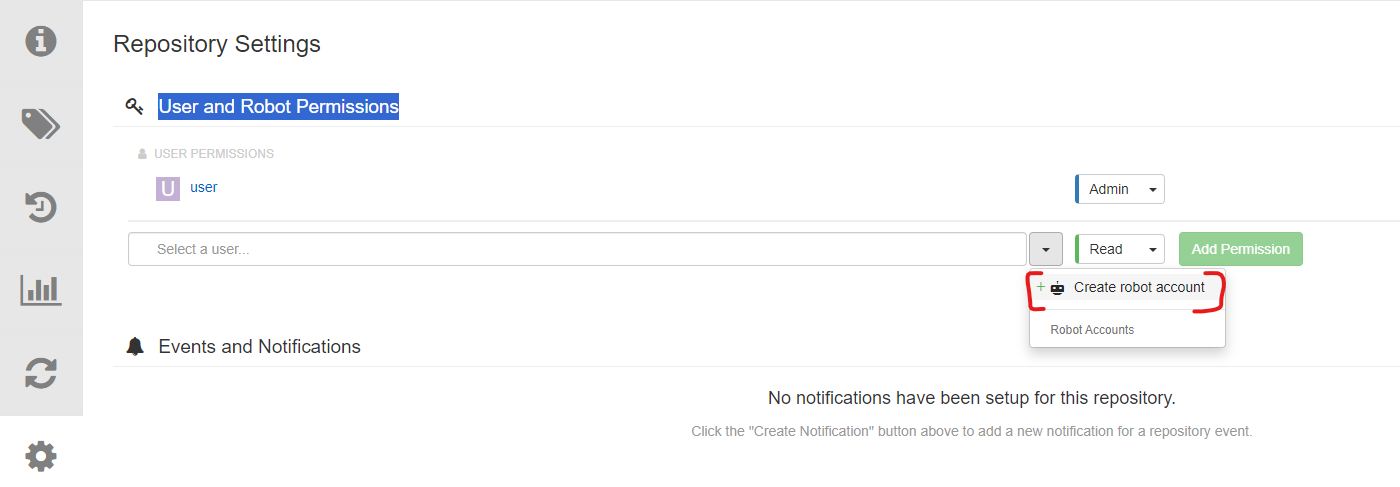 Repository Settings
User and Robot Permissions
USER PERMISSIONS
U user Admin
Select a user... Read Add Permission
+ Create robot account
Robot Accounts
Events and Notifications
No notifications have been setup for this repository.
Click the "Create Notification" button above to add a new notification for a repository event.